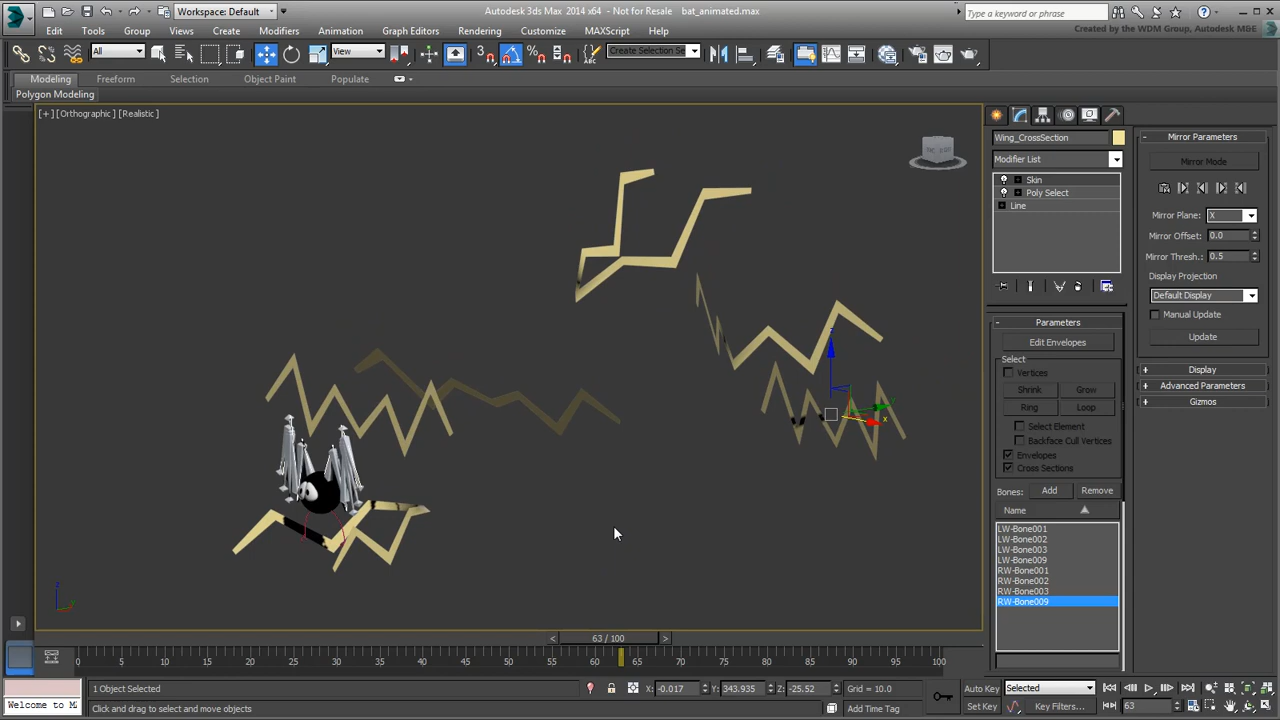 Workspace: Default
Autodesk 3ds Max 2014 x64 - Not for Resale bat_animated.max
Type a keyword or phrase
Created by the WDM Group, Autodesk M&E
Edit Tools Group Views Create Modifiers Animation Graph Editors Rendering Customize MAXScript Help
All
View
3
Create Selection Se
Modeling Freeform Selection Object Paint Populate
Polygon Modeling
[+] [Orthographic] [Realistic]
Wing_CrossSection
Modifier List
Skin
Poly Select
Line
Parameters
Edit Envelopes
Select
Vertices
Shrink Grow
Ring Loop
Select Element
Backface Cull Vertices
Envelopes
Cross Sections
Bones: Add Remove
Name
LW-Bone001
LW-Bone002
LW-Bone003
LW-Bone009
RW-Bone001
RW-Bone002
RW-Bone003
RW-Bone009
Mirror Parameters
Mirror Mode
Mirror Plane: X
Mirror Offset: 0.0
Mirror Thresh.: 0.5
Display Projection
Default Display
Manual Update
Update
Display
Advanced Parameters
Gizmos
z
y
x
z
y
< 63 / 100 >
0 5 10 15 20 25 30 35 40 45 50 55 60 65 70 75 80 85 90 95 100
1 Object Selected
X: -0.017 Y: 343.935 Z: -25.52 Grid = 10.0
Auto Key Selected
Welcome to M
Click and drag to select and move objects
Add Time Tag
Set Key Key Filters... 63